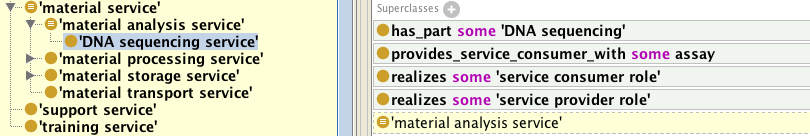 'material service'
'material analysis service'
'DNA sequencing service'
'material processing service'
'material storage service'
'material transport service'
'support service'
'training service'
Superclasses
has_part some 'DNA sequencing'
provides_service_consumer_with some assay
realizes some 'service consumer role'
realizes some 'service provider role'
'material analysis service'